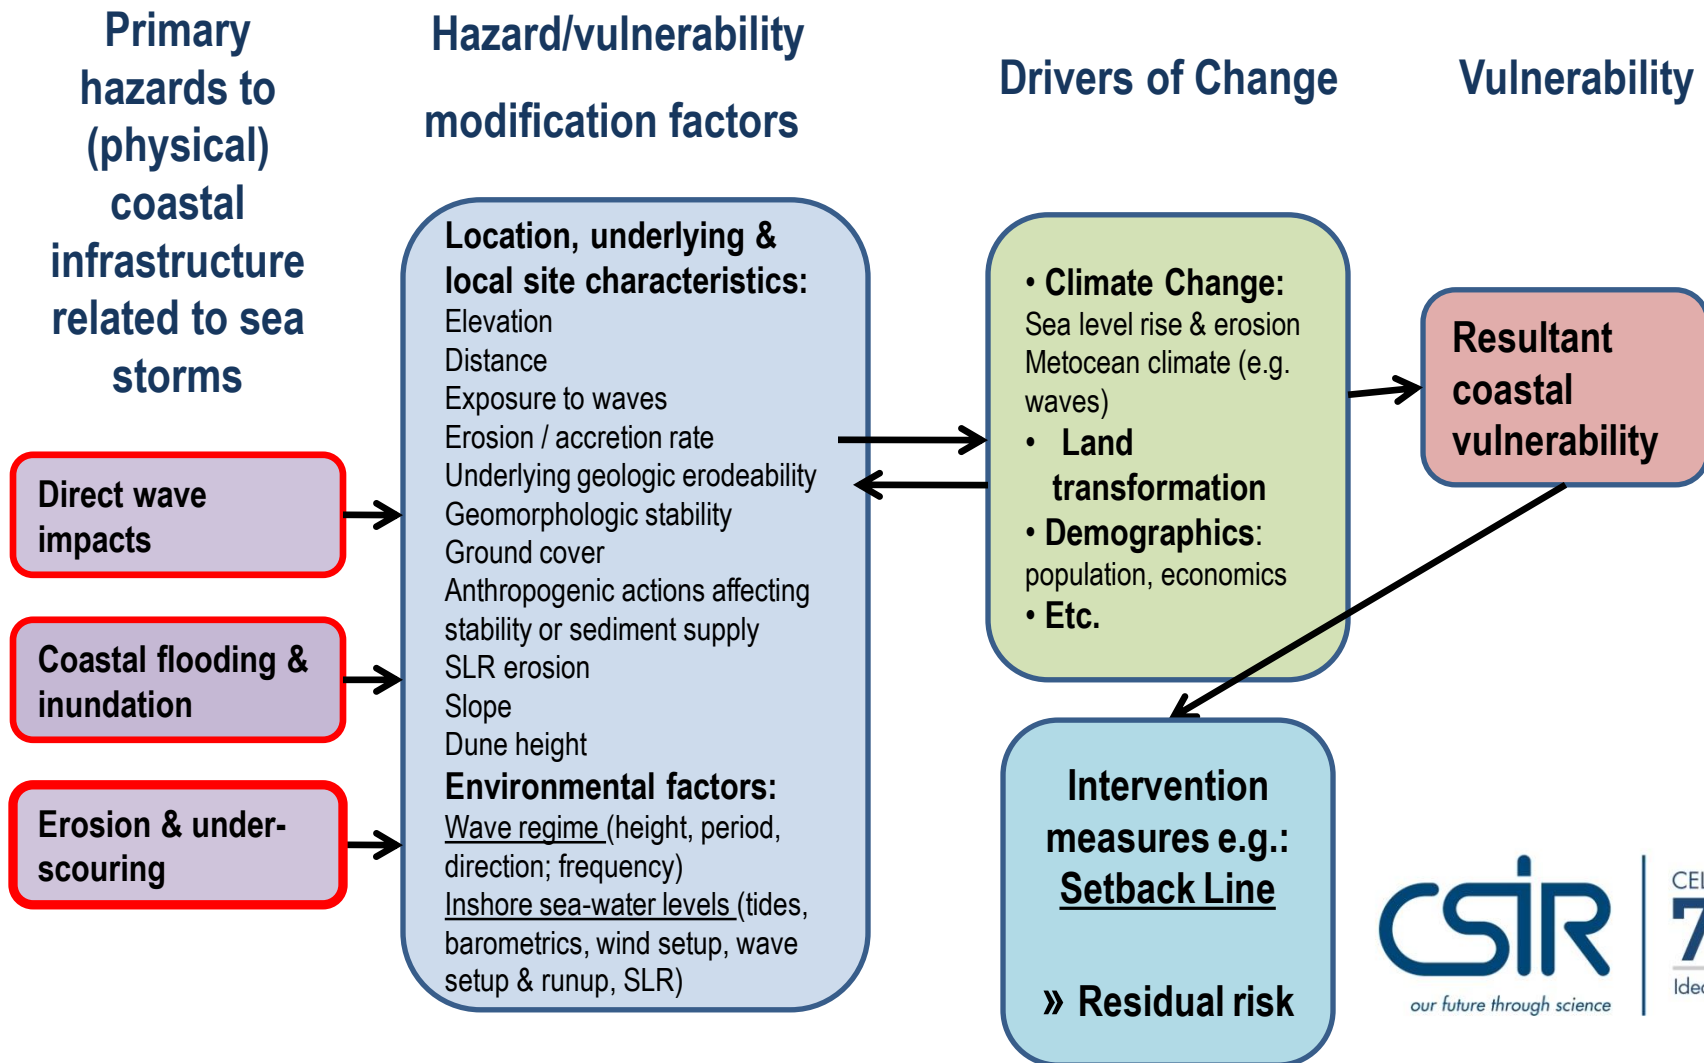 Primary
hazards to
(physical)
coastal
infrastructure
related to sea
storms
Hazard/vulnerability
modification factors
Drivers of Change
Vulnerability
Direct wave
impacts
Coastal flooding &
inundation
Erosion & under-
scouring
Location, underlying &
local site characteristics:
Elevation
Distance
Exposure to waves
Erosion / accretion rate
Underlying geologic erodeability
Geomorphologic stability
Ground cover
Anthropogenic actions affecting
stability or sediment supply
SLR erosion
Slope
Dune height
Environmental factors:
Wave regime (height, period,
direction; frequency)
Inshore sea-water levels (tides,
barometrics, wind setup, wave
setup & runup, SLR)
• Climate Change:
Sea level rise & erosion
Metocean climate (e.g.
waves)
• Land
transformation
• Demographics:
population, economics
• Etc.
Resultant
coastal
vulnerability
Intervention
measures e.g.:
Setback Line
» Residual risk
CSIR
our future through science